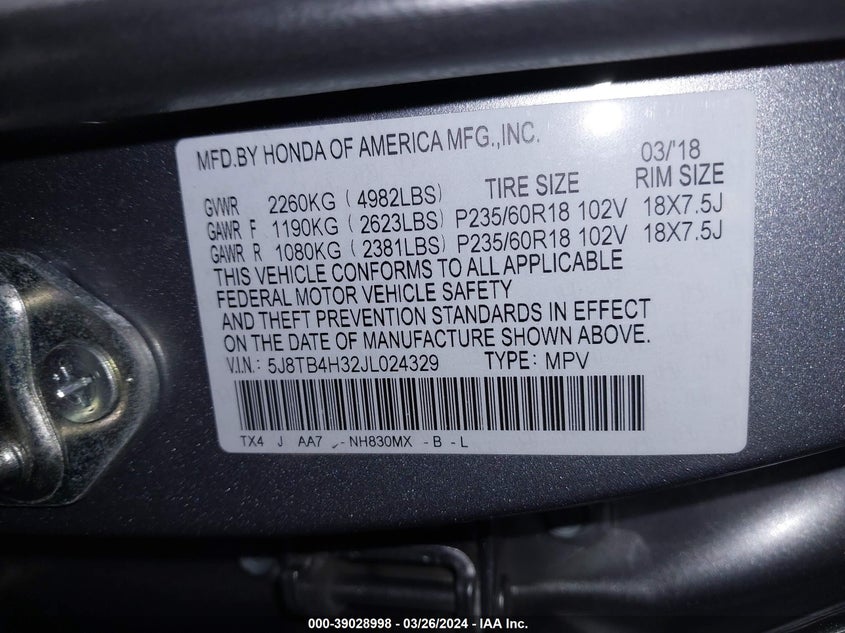 MFD.BY HONDA OF AMERICA MFG.,INC. 03/'18
GVWR 2260KG ( 4982LBS) TIRE SIZE RIM SIZE
GAWR F 1190KG ( 2623LBS) P235/60R18 102V 18X7.5J
GAWR R 1080KG ( 2381LBS) P235/60R18 102V 18X7.5J
THIS VEHICLE CONFORMS TO ALL APPLICABLE
FEDERAL MOTOR VEHICLE SAFETY
AND THEFT PREVENTION STANDARDS IN EFFECT
ON THE DATE OF MANUFACTURE SHOWN ABOVE.
V.I.N.: 5J8TB4H32JL024329 TYPE: MPV
TX4 J AA7 -NH830MX -B -L
000-39028998 - 03/26/2024 - IAA Inc.